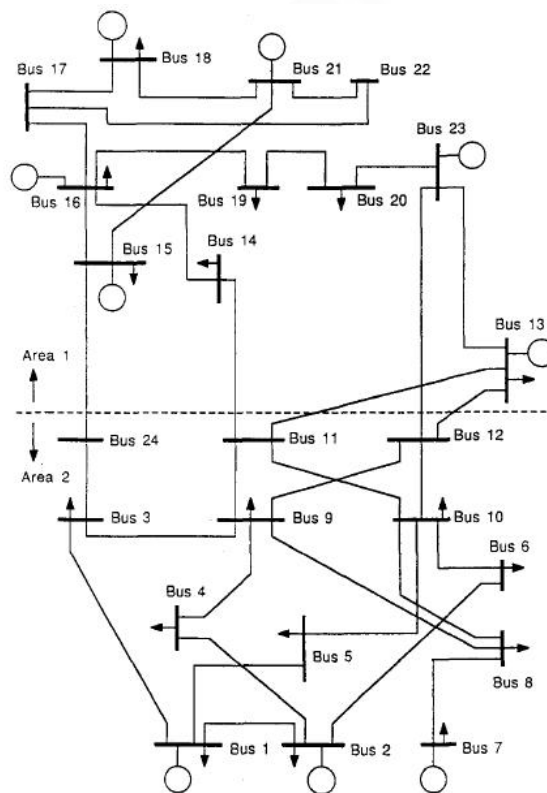 Bus 17
Bus 18
Bus 21
Bus 22
Bus 23
Bus 16
Bus 19
Bus 20
Bus 15
Bus 14
Bus 13
Area 1
Bus 24
Bus 11
Bus 12
Area 2
Bus 3
Bus 9
Bus 10
Bus 6
Bus 4
Bus 5
Bus 8
Bus 1
Bus 2
Bus 7